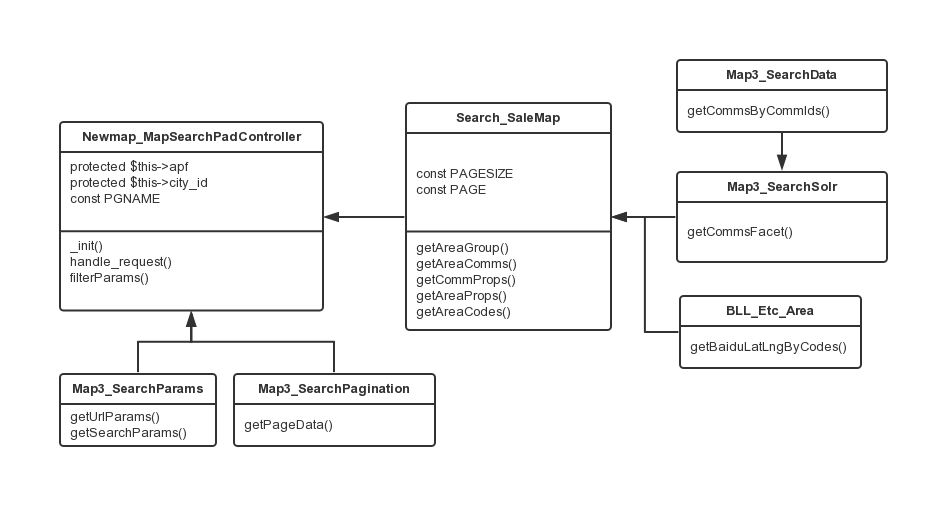 Newmap_MapSearchPadController
protected $this->apf
protected $this->city_id
const PGNAME
_init()
handle_request()
filterParams()
Map3_SearchParams
getUrlParams()
getSearchParams()
Map3_SearchPagination
getPageData()
Search_SaleMap
const PAGESIZE
const PAGE
getAreaGroup()
getAreaComms()
getCommProps()
getAreaProps()
getAreaCodes()
Map3_SearchData
getCommsByCommIds()
Map3_SearchSolr
getCommsFacet()
BLL_Etc_Area
getBaiduLatLngByCodes()